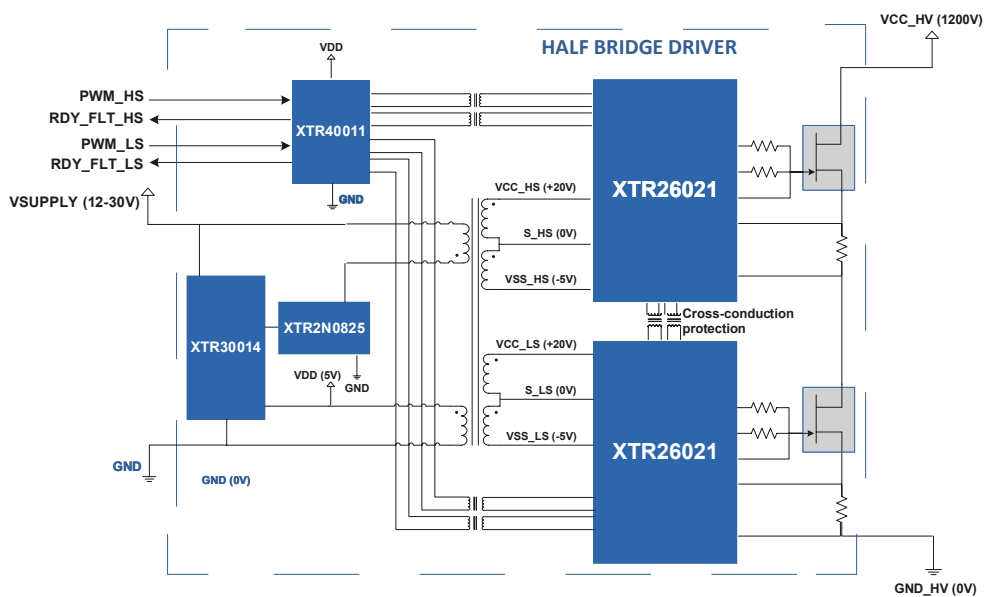 VCC_HV (1200V)
HALF BRIDGE DRIVER
VDD
PWM_HS
RDY_FLT_HS
PWM_LS
RDY_FLT_LS
XTR40011
GND
VSUPPLY (12-30V)
VCC_HS (+20V)
S_HS (0V)
VSS_HS (-5V)
XTR26021
Cross-conduction
protection
XTR30014
XTR2N0825
GND
VDD (5V)
VCC_LS (+20V)
S_LS (0V)
VSS_LS (-5V)
XTR26021
GND
GND (0V)
GND_HV (0V)